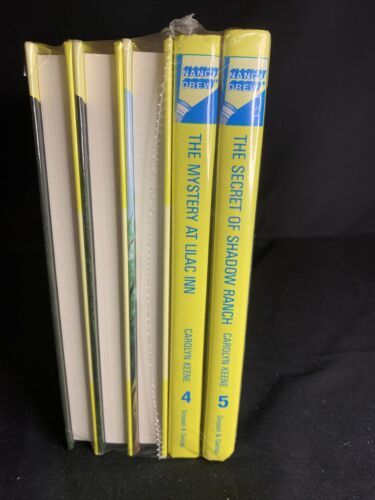 NANCY
DREW
THE MYSTERY AT LILAC INN
CAROLYN KEENE
4
Grosset & Dunlap
NANCY
DREW
THE SECRET OF SHADOW RANCH
CAROLYN KEENE
5
Grosset & Dunlap